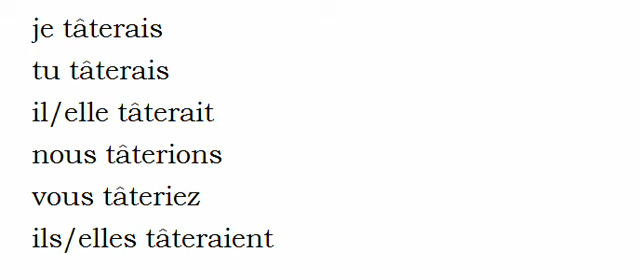 je tâterais
tu tâterais
il/elle tâterait
nous tâterions
vous tâteriez
ils/elles tâteraient